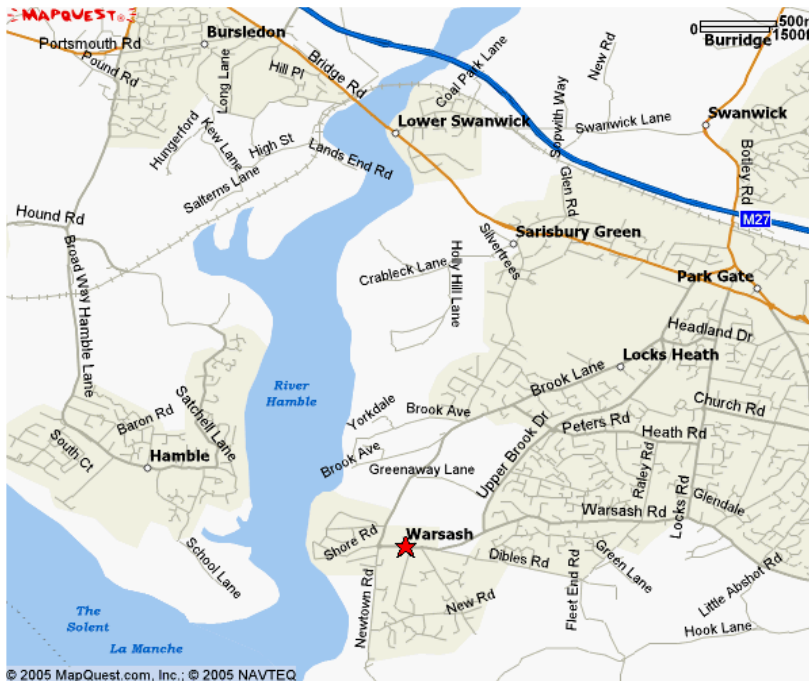 MAPQUEST
Portsmouth Rd
Bursledon
Pound Rd
Long Lane
Hill Pl
Bridge Rd
Coal Park Lane
New Rd
0
500m
1500ft
Burridge
Hungerford
Kew Lane
High St
Lands End Rd
Lower Swanwick
Sopwith Way
Swanwick Lane
Swanwick
Botley Rd
Salterns Lane
Glen Rd
M27
Hound Rd
Broad Way Hamble Lane
Silvertrees
Sarisbury Green
Crableck Lane
Holly Hill Lane
Park Gate
Headland Dr
Locks Heath
Brook Lane
River
Hamble
Satchell Lane
Baron Rd
South Ct
Hamble
Yorkdale
Brook Ave
Brook Ave
Greenaway Lane
Upper Brook Dr
Peters Rd
Church Rd
Heath Rd
Raley Rd
Locks Rd
Glendale
Warsash Rd
Shore Rd
Warsash
Dibles Rd
Green Lane
School Lane
Newtown Rd
New Rd
Fleet End Rd
Little Abshot Rd
Hook Lane
The
Solent
La Manche
© 2005 MapQuest.com, Inc.; © 2005 NAVTEQ